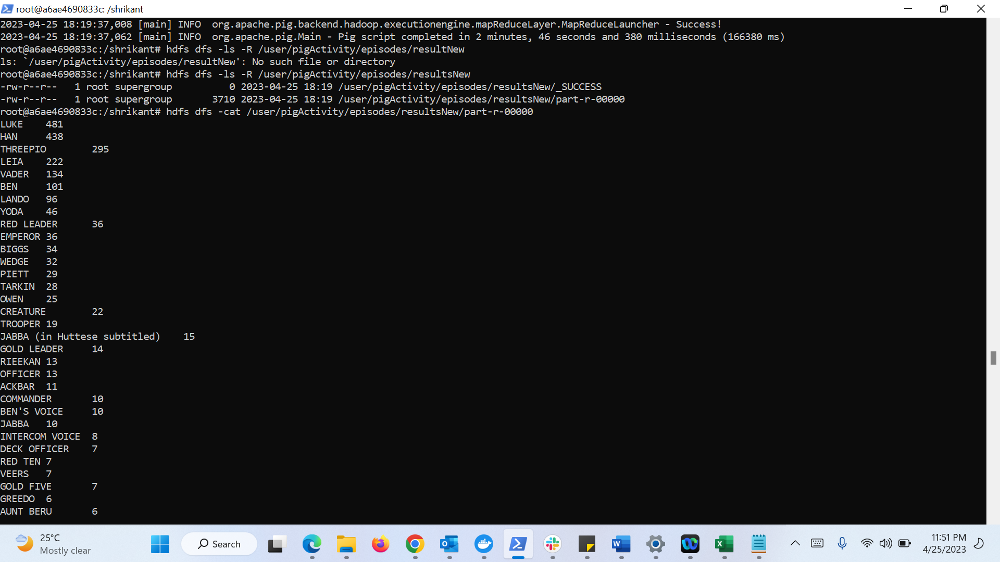 root@a6ae4690833c: /shrikant
2023-04-25 18:19:37,008 [main] INFO  org.apache.pig.backend.hadoop.executionengine.mapReduceLayer.MapReduceLauncher - Success!
2023-04-25 18:19:37,062 [main] INFO  org.apache.pig.Main - Pig script completed in 2 minutes, 46 seconds and 380 milliseconds (166380 ms)
root@a6ae4690833c:/shrikant# hdfs dfs -ls -R /user/pigActivity/episodes/resultNew
ls: `/user/pigActivity/episodes/resultNew': No such file or directory
root@a6ae4690833c:/shrikant# hdfs dfs -ls -R /user/pigActivity/episodes/resultsNew
-rw-r--r--   1 root supergroup          0 2023-04-25 18:19 /user/pigActivity/episodes/resultsNew/_SUCCESS
-rw-r--r--   1 root supergroup       3710 2023-04-25 18:19 /user/pigActivity/episodes/resultsNew/part-r-00000
root@a6ae4690833c:/shrikant# hdfs dfs -cat /user/pigActivity/episodes/resultsNew/part-r-00000
LUKE    481
HAN     438
THREEPIO        295
LEIA    222
VADER   134
BEN     101
LANDO   96
YODA    46
RED LEADER      36
EMPEROR 36
BIGGS   34
WEDGE   32
PIETT   29
TARKIN  28
OWEN    25
CREATURE        22
TROOPER 19
JABBA (in Huttese subtitled)    15
GOLD LEADER     14
RIEEKAN 13
OFFICER 13
ACKBAR  11
COMMANDER       10
BEN'S VOICE     10
JABBA   10
INTERCOM VOICE  8
DECK OFFICER    7
RED TEN 7
VEERS   7
GOLD FIVE       7
GREEDO  6
AUNT BERU       6
25°C
Mostly clear
Search
11:51 PM
4/25/2023